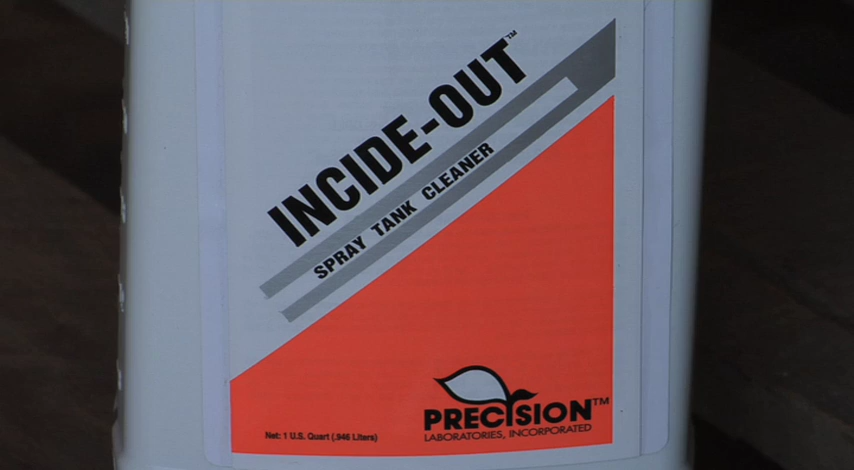 INCIDE-OUT™
SPRAY TANK CLEANER
PRECISION™
LABORATORIES, INCORPORATED
Net: 1 U.S. Quart (.946 Liters)